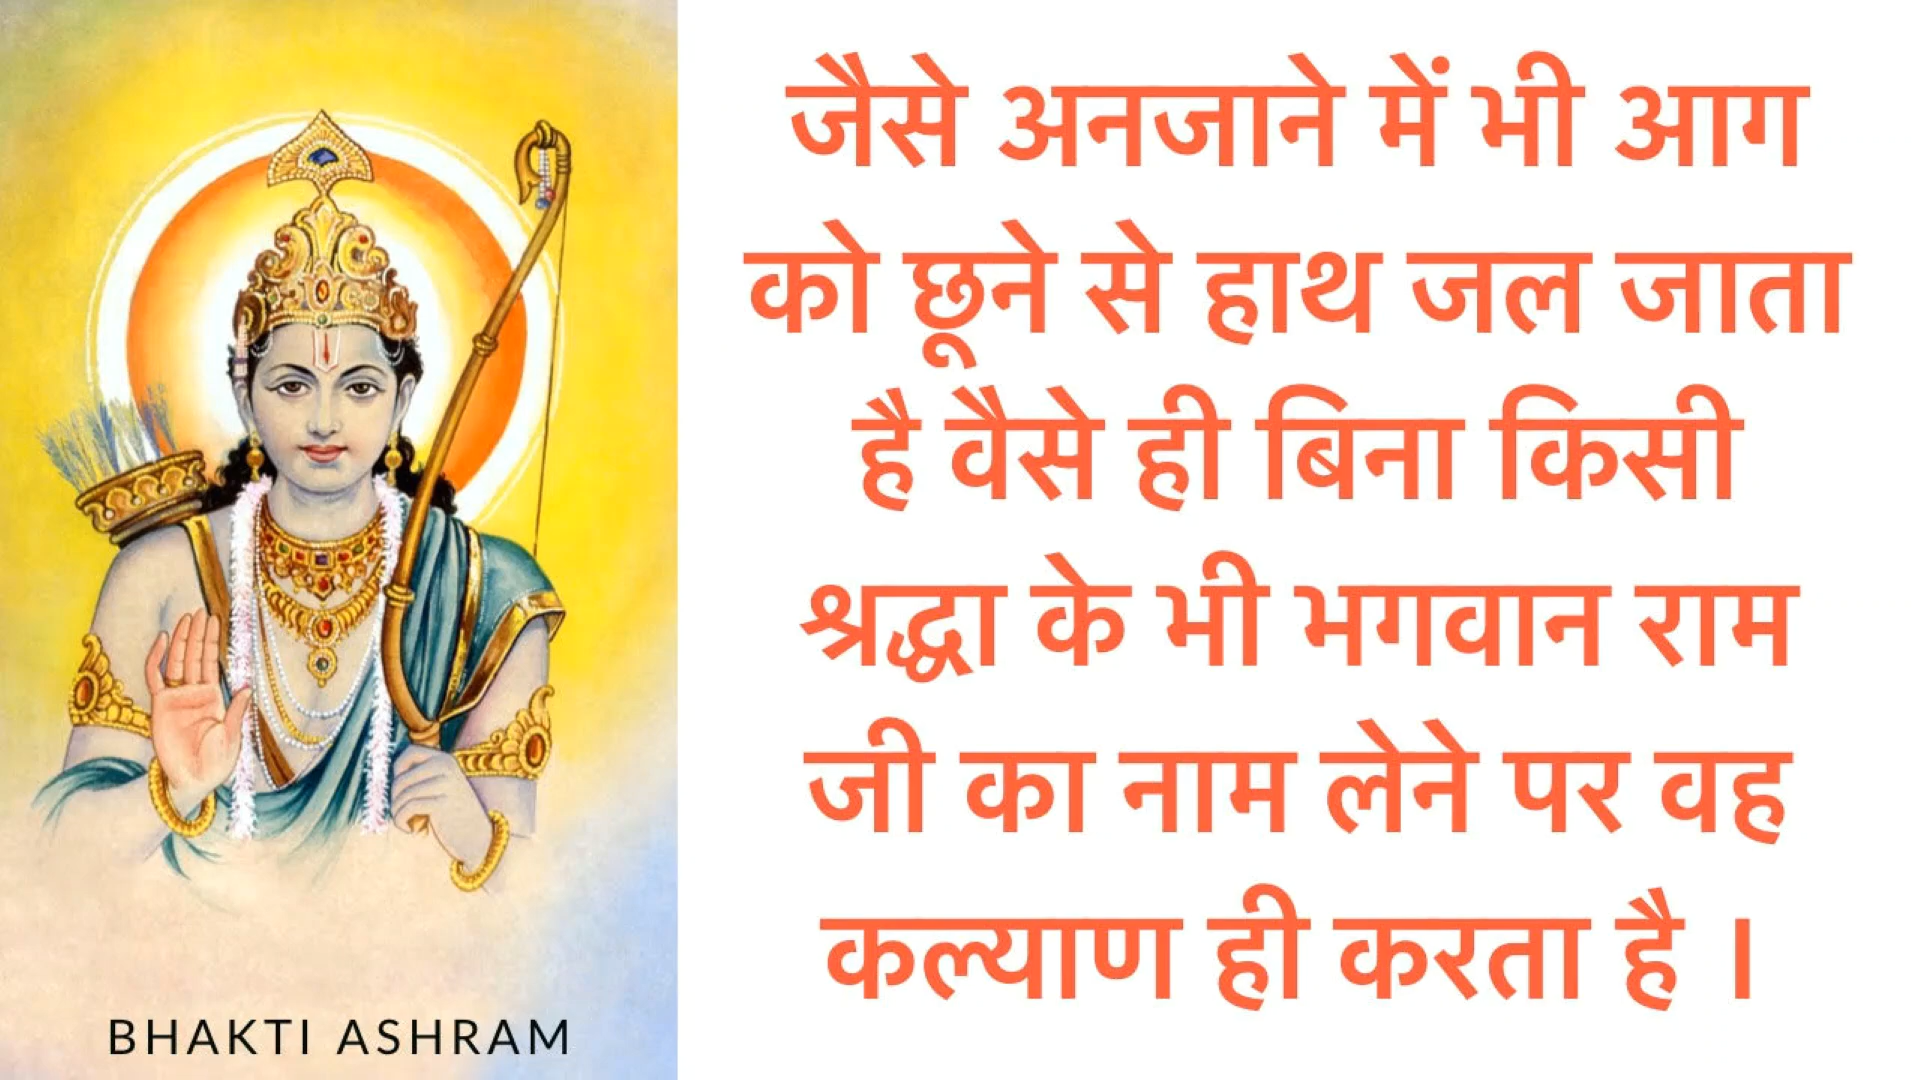 जैसे अनजाने में भी आग
को छूने से हाथ जल जाता
है वैसे ही बिना किसी
श्रद्धा के भी भगवान राम
जी का नाम लेने पर वह
कल्याण ही करता है ।
BHAKTI ASHRAM